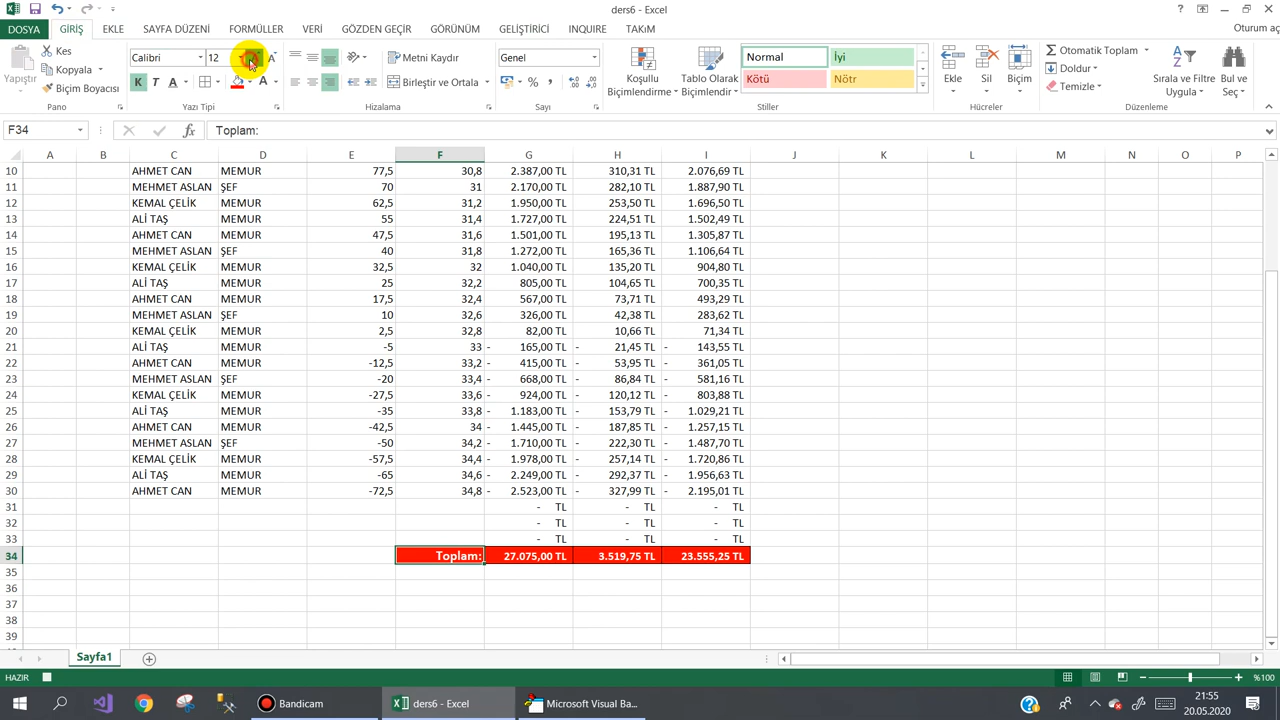 ders6 - Excel
DOSYA GİRİŞ EKLE SAYFA DÜZENİ FORMÜLLER VERİ GÖZDEN GEÇİR GÖRÜNÜM GELİŞTİRİCİ INQUIRE TAKıM Oturum aç
Yapıştır
Kes
Kopyala
Biçim Boyacısı
Pano
Calibri 12
K T A
Yazı Tipi
Metni Kaydır
Birleştir ve Ortala
Hizalama
Genel
Sayı
Koşullu Biçimlendirme
Tablo Olarak Biçimlendir
Normal İyi
Kötü Nötr
Stiller
Ekle Sil Biçim
Hücreler
Otomatik Toplam
Doldur
Temizle
Sırala ve Filtre Uygula
Bul ve Seç
Düzenleme
F34 fx Toplam:
A B C D E F G H I J K L M N O P
10 AHMET CAN MEMUR 77,5 30,8 2.387,00 TL 310,31 TL 2.076,69 TL
11 MEHMET ASLAN ŞEF 70 31 2.170,00 TL 282,10 TL 1.887,90 TL
12 KEMAL ÇELİK MEMUR 62,5 31,2 1.950,00 TL 253,50 TL 1.696,50 TL
13 ALİ TAŞ MEMUR 55 31,4 1.727,00 TL 224,51 TL 1.502,49 TL
14 AHMET CAN MEMUR 47,5 31,6 1.501,00 TL 195,13 TL 1.305,87 TL
15 MEHMET ASLAN ŞEF 40 31,8 1.272,00 TL 165,36 TL 1.106,64 TL
16 KEMAL ÇELİK MEMUR 32,5 32 1.040,00 TL 135,20 TL 904,80 TL
17 ALİ TAŞ MEMUR 25 32,2 805,00 TL 104,65 TL 700,35 TL
18 AHMET CAN MEMUR 17,5 32,4 567,00 TL 73,71 TL 493,29 TL
19 MEHMET ASLAN ŞEF 10 32,6 326,00 TL 42,38 TL 283,62 TL
20 KEMAL ÇELİK MEMUR 2,5 32,8 82,00 TL 10,66 TL 71,34 TL
21 ALİ TAŞ MEMUR -5 33 - 165,00 TL - 21,45 TL - 143,55 TL
22 AHMET CAN MEMUR -12,5 33,2 - 415,00 TL - 53,95 TL - 361,05 TL
23 MEHMET ASLAN ŞEF -20 33,4 - 668,00 TL - 86,84 TL - 581,16 TL
24 KEMAL ÇELİK MEMUR -27,5 33,6 - 924,00 TL - 120,12 TL - 803,88 TL
25 ALİ TAŞ MEMUR -35 33,8 - 1.183,00 TL - 153,79 TL - 1.029,21 TL
26 AHMET CAN MEMUR -42,5 34 - 1.445,00 TL - 187,85 TL - 1.257,15 TL
27 MEHMET ASLAN ŞEF -50 34,2 - 1.710,00 TL - 222,30 TL - 1.487,70 TL
28 KEMAL ÇELİK MEMUR -57,5 34,4 - 1.978,00 TL - 257,14 TL - 1.720,86 TL
29 ALİ TAŞ MEMUR -65 34,6 - 2.249,00 TL - 292,37 TL - 1.956,63 TL
30 AHMET CAN MEMUR -72,5 34,8 - 2.523,00 TL - 327,99 TL - 2.195,01 TL
31 - TL - TL - TL
32 - TL - TL - TL
33 - TL - TL - TL
34 Toplam: 27.075,00 TL 3.519,75 TL 23.555,25 TL
35
36
37
38
39
Sayfa1
HAZIR %100
Bandicam ders6 - Excel Microsoft Visual Ba... 21:55
20.05.2020